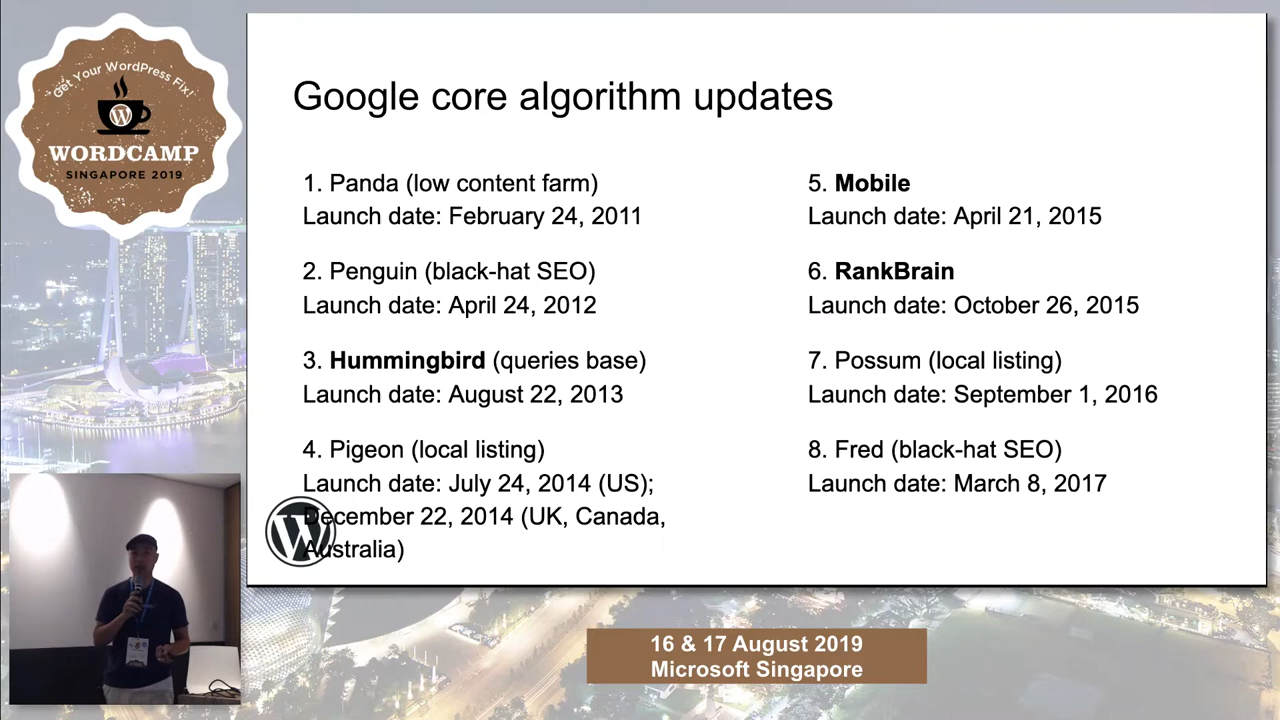 Get Your WordPress Fix!
WORDCAMP
SINGAPORE 2019
Google core algorithm updates
1. Panda (low content farm)
Launch date: February 24, 2011
2. Penguin (black-hat SEO)
Launch date: April 24, 2012
3. Hummingbird (queries base)
Launch date: August 22, 2013
4. Pigeon (local listing)
Launch date: July 24, 2014 (US);
December 22, 2014 (UK, Canada,
Australia)
5. Mobile
Launch date: April 21, 2015
6. RankBrain
Launch date: October 26, 2015
7. Possum (local listing)
Launch date: September 1, 2016
8. Fred (black-hat SEO)
Launch date: March 8, 2017
16 & 17 August 2019
Microsoft Singapore